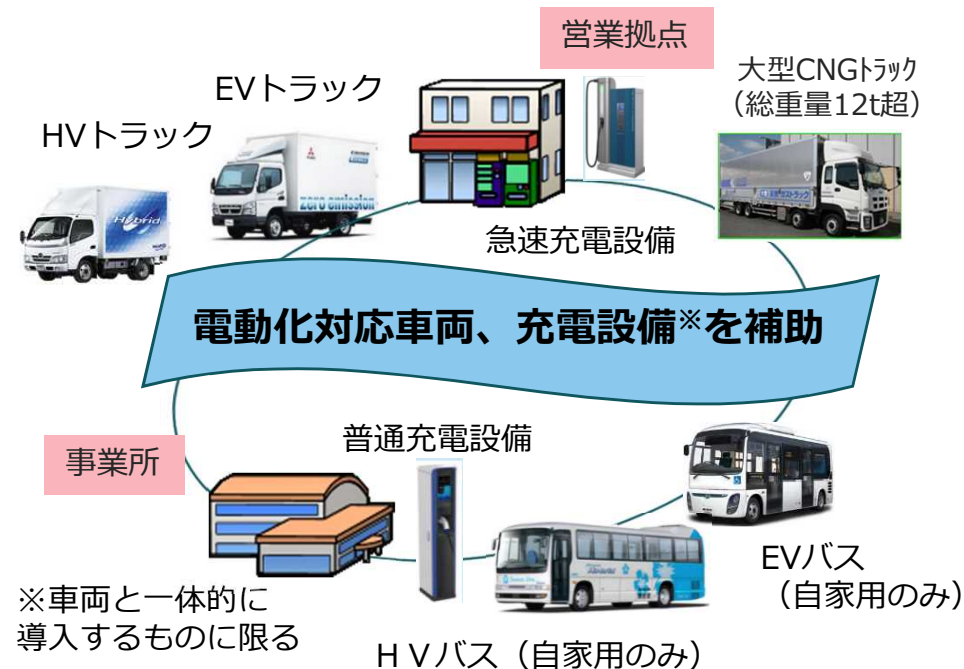 営業拠点
大型CNGトラック
（総重量12t超）
EVトラック
HVトラック
Hybrid
zero emission
急速充電設備
電動化対応車両、充電設備※を補助
普通充電設備
事業所
EVバス
（自家用のみ）
※車両と一体的に
導入するものに限る
ＨＶバス（自家用のみ）